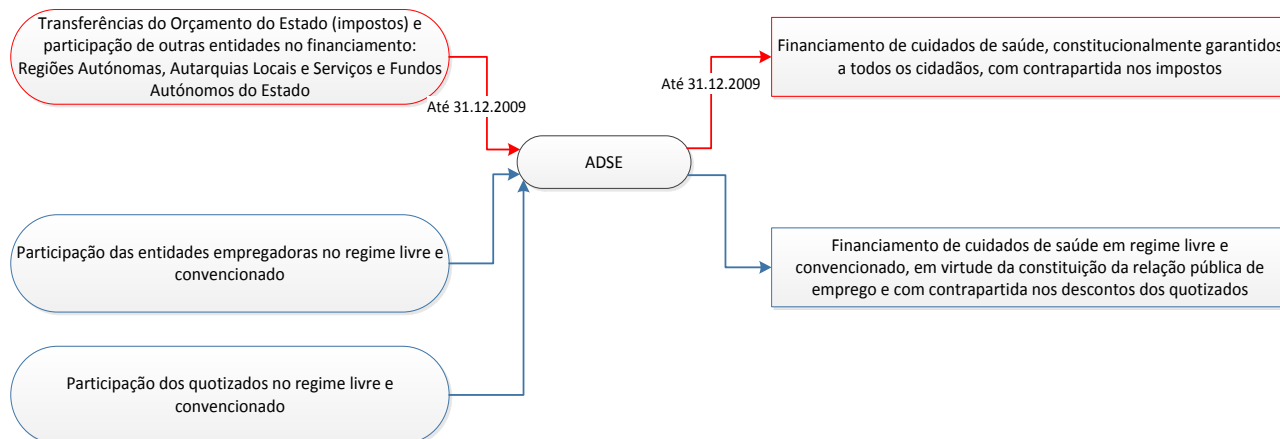 Transferências do Orçamento do Estado (impostos) e
participação de outras entidades no financiamento:
Regiões Autónomas, Autarquias Locais e Serviços e Fundos
Autónomos do Estado
Até 31.12.2009
Financiamento de cuidados de saúde, constitucionalmente garantidos
a todos os cidadãos, com contrapartida nos impostos
Até 31.12.2009
ADSE
Participação das entidades empregadoras no regime livre e
convencionado
Financiamento de cuidados de saúde em regime livre e
convencionado, em virtude da constituição da relação pública de
emprego e com contrapartida nos descontos dos quotizados
Participação dos quotizados no regime livre e
convencionado